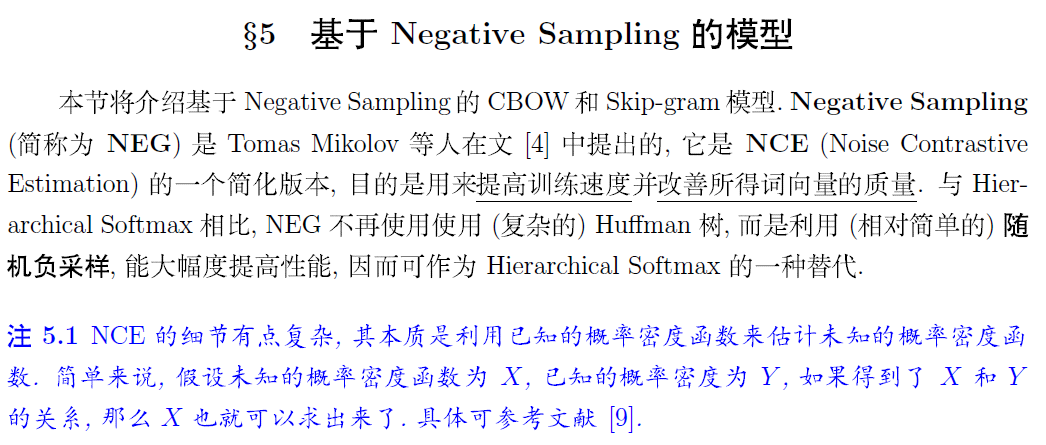 §5 基于 Negative Sampling 的模型
本节将介绍基于 Negative Sampling 的 CBOW 和 Skip-gram 模型. Negative Sampling
(简称为 NEG) 是 Tomas Mikolov 等人在文 [4] 中提出的, 它是 NCE (Noise Contrastive
Estimation) 的一个简化版本, 目的是用来提高训练速度并改善所得词向量的质量. 与 Hier-
archical Softmax 相比, NEG 不再使用使用 (复杂的) Huffman 树, 而是利用 (相对简单的) 随
机负采样, 能大幅度提高性能, 因而可作为 Hierarchical Softmax 的一种替代.
注 5.1 NCE 的细节有点复杂, 其本质是利用已知的概率密度函数来估计未知的概率密度函
数. 简单来说, 假设未知的概率密度函数为 X, 已知的概率密度为 Y, 如果得到了 X 和 Y
的关系, 那么 X 也就可以求出来了. 具体可参考文献 [9].